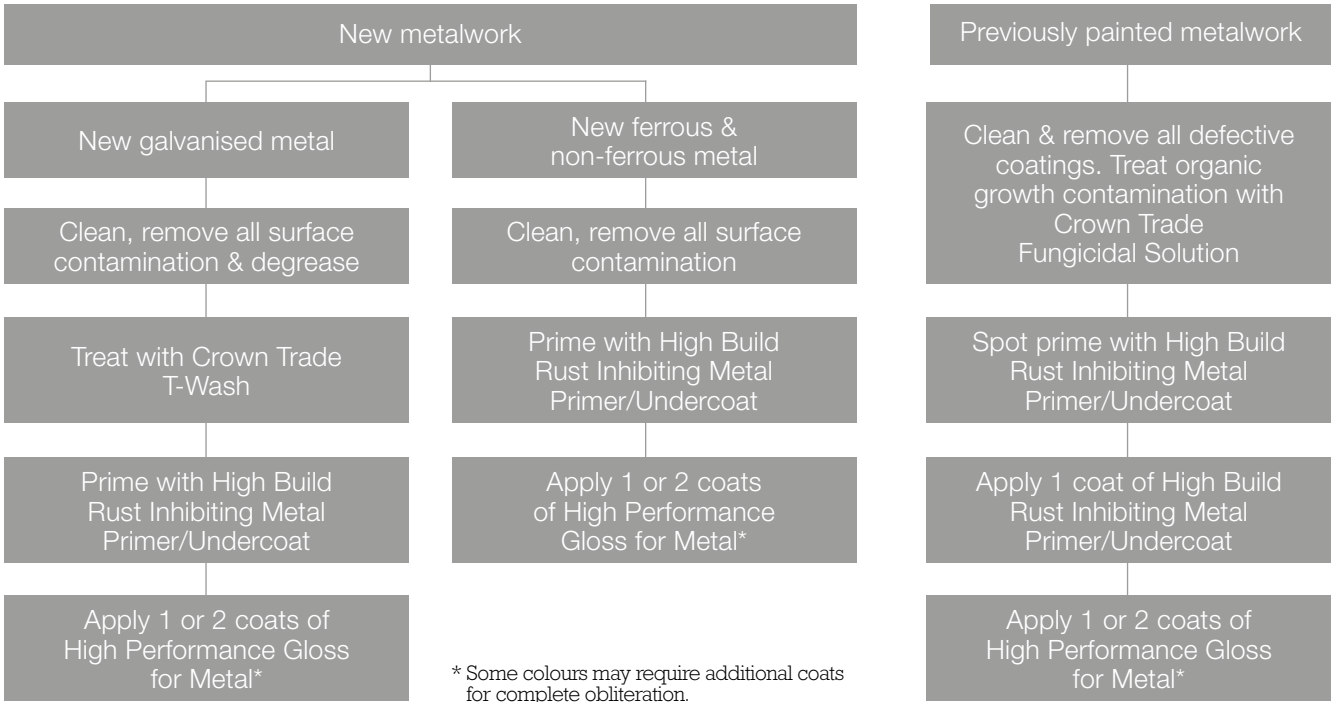 New metalwork
New galvanised metal
Clean, remove all surface
contamination & degrease
Treat with Crown Trade
T-Wash
Prime with High Build
Rust Inhibiting Metal
Primer/Undercoat
Apply 1 or 2 coats of
High Performance Gloss
for Metal*
New ferrous &
non-ferrous metal
Clean, remove all surface
contamination
Prime with High Build
Rust Inhibiting Metal
Primer/Undercoat
Apply 1 or 2 coats
of High Performance
Gloss for Metal*
* Some colours may require additional coats
for complete obliteration.
Previously painted metalwork
Clean & remove all defective
coatings. Treat organic
growth contamination with
Crown Trade
Fungicidal Solution
Spot prime with High Build
Rust Inhibiting Metal
Primer/Undercoat
Apply 1 coat of High Build
Rust Inhibiting Metal
Primer/Undercoat
Apply 1 or 2 coats of
High Performance Gloss
for Metal*